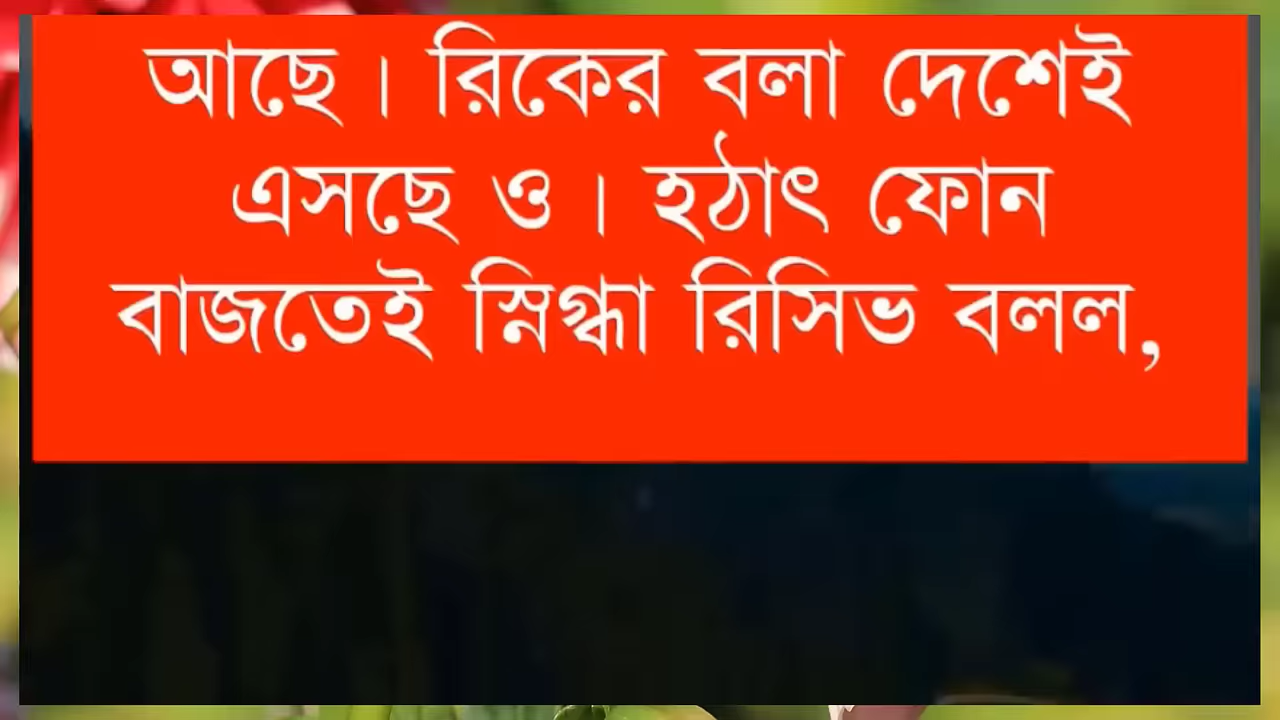 আছে। রিকের বলা দেশেই
এসছে ও। হঠাৎ ফোন
বাজতেই স্নিগ্ধা রিসিভ বলল,